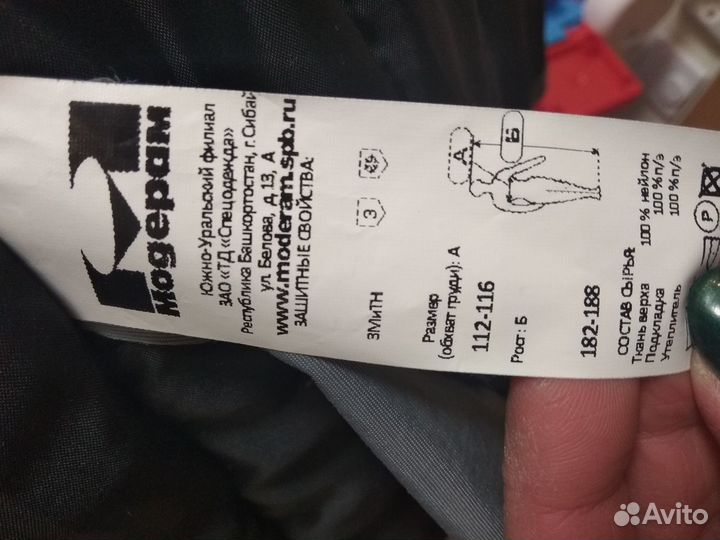 Модерам
Южно-Уральский филиал
ЗАО «ТД «Спецодежда»»
Республика Башкортостан, г. Сибай
ул. Белова, д. 13, А
www.moderam.spb.ru
ЗАЩИТНЫЕ СВОЙСТВА:
3
ЗМиТН
А
Б
Размер
(обхват груди): А
112-116
Рост: Б
182-188
СОСТАВ СЫРЬЯ:
Ткань верха 100 % нейлон
Подкладка 100 % п/э
Утеплитель 100 % п/э
P
Avito